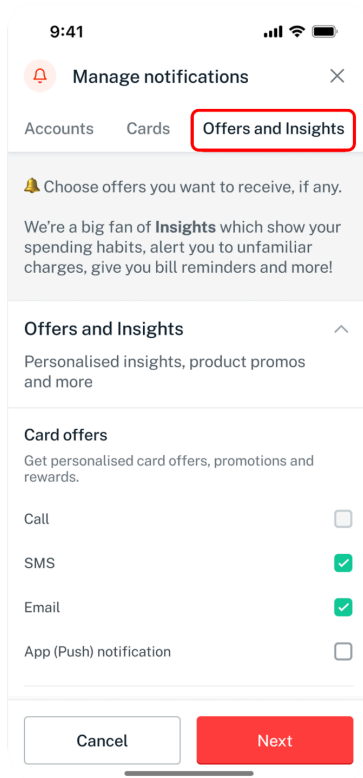 9:41
Manage notifications
Accounts Cards Offers and Insights
Choose offers you want to receive, if any.
We're a big fan of Insights which show your
spending habits, alert you to unfamiliar
charges, give you bill reminders and more!
Offers and Insights
Personalised insights, product promos
and more
Card offers
Get personalised card offers, promotions and
rewards.
Call
SMS
Email
App (Push) notification
Cancel Next